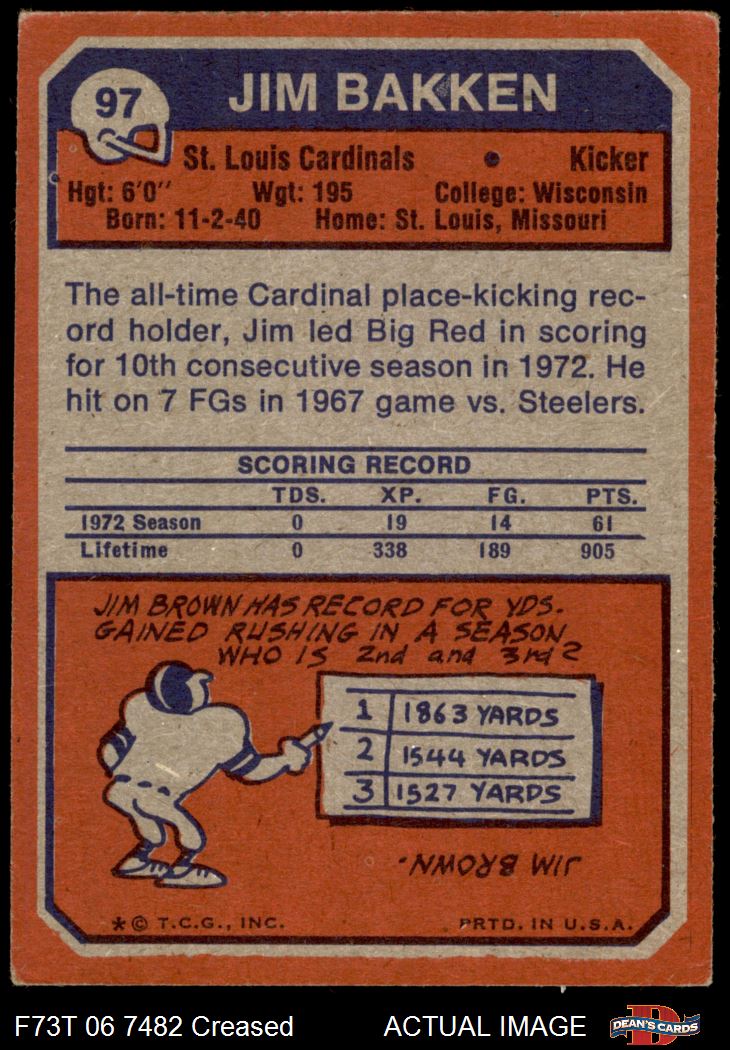 97
JIM BAKKEN
St. Louis Cardinals • Kicker
Hgt: 6'0" Wgt: 195 College: Wisconsin
Born: 11-2-40 Home: St. Louis, Missouri
The all-time Cardinal place-kicking rec-
ord holder, Jim led Big Red in scoring
for 10th consecutive season in 1972. He
hit on 7 FGs in 1967 game vs. Steelers.
SCORING RECORD
TDS. XP. FG. PTS.
1972 Season 0 19 14 61
Lifetime 0 338 189 905
JIM BROWN HAS RECORD FOR YDS.
GAINED RUSHING IN A SEASON
WHO IS 2nd and 3rd?
1 1863 YARDS
2 1544 YARDS
3 1527 YARDS
JIM BROWN.
* © T.C.G., INC. PRTD. IN U.S.A.
F73T 06 7482 Creased ACTUAL IMAGE
DEAN'S CARDS